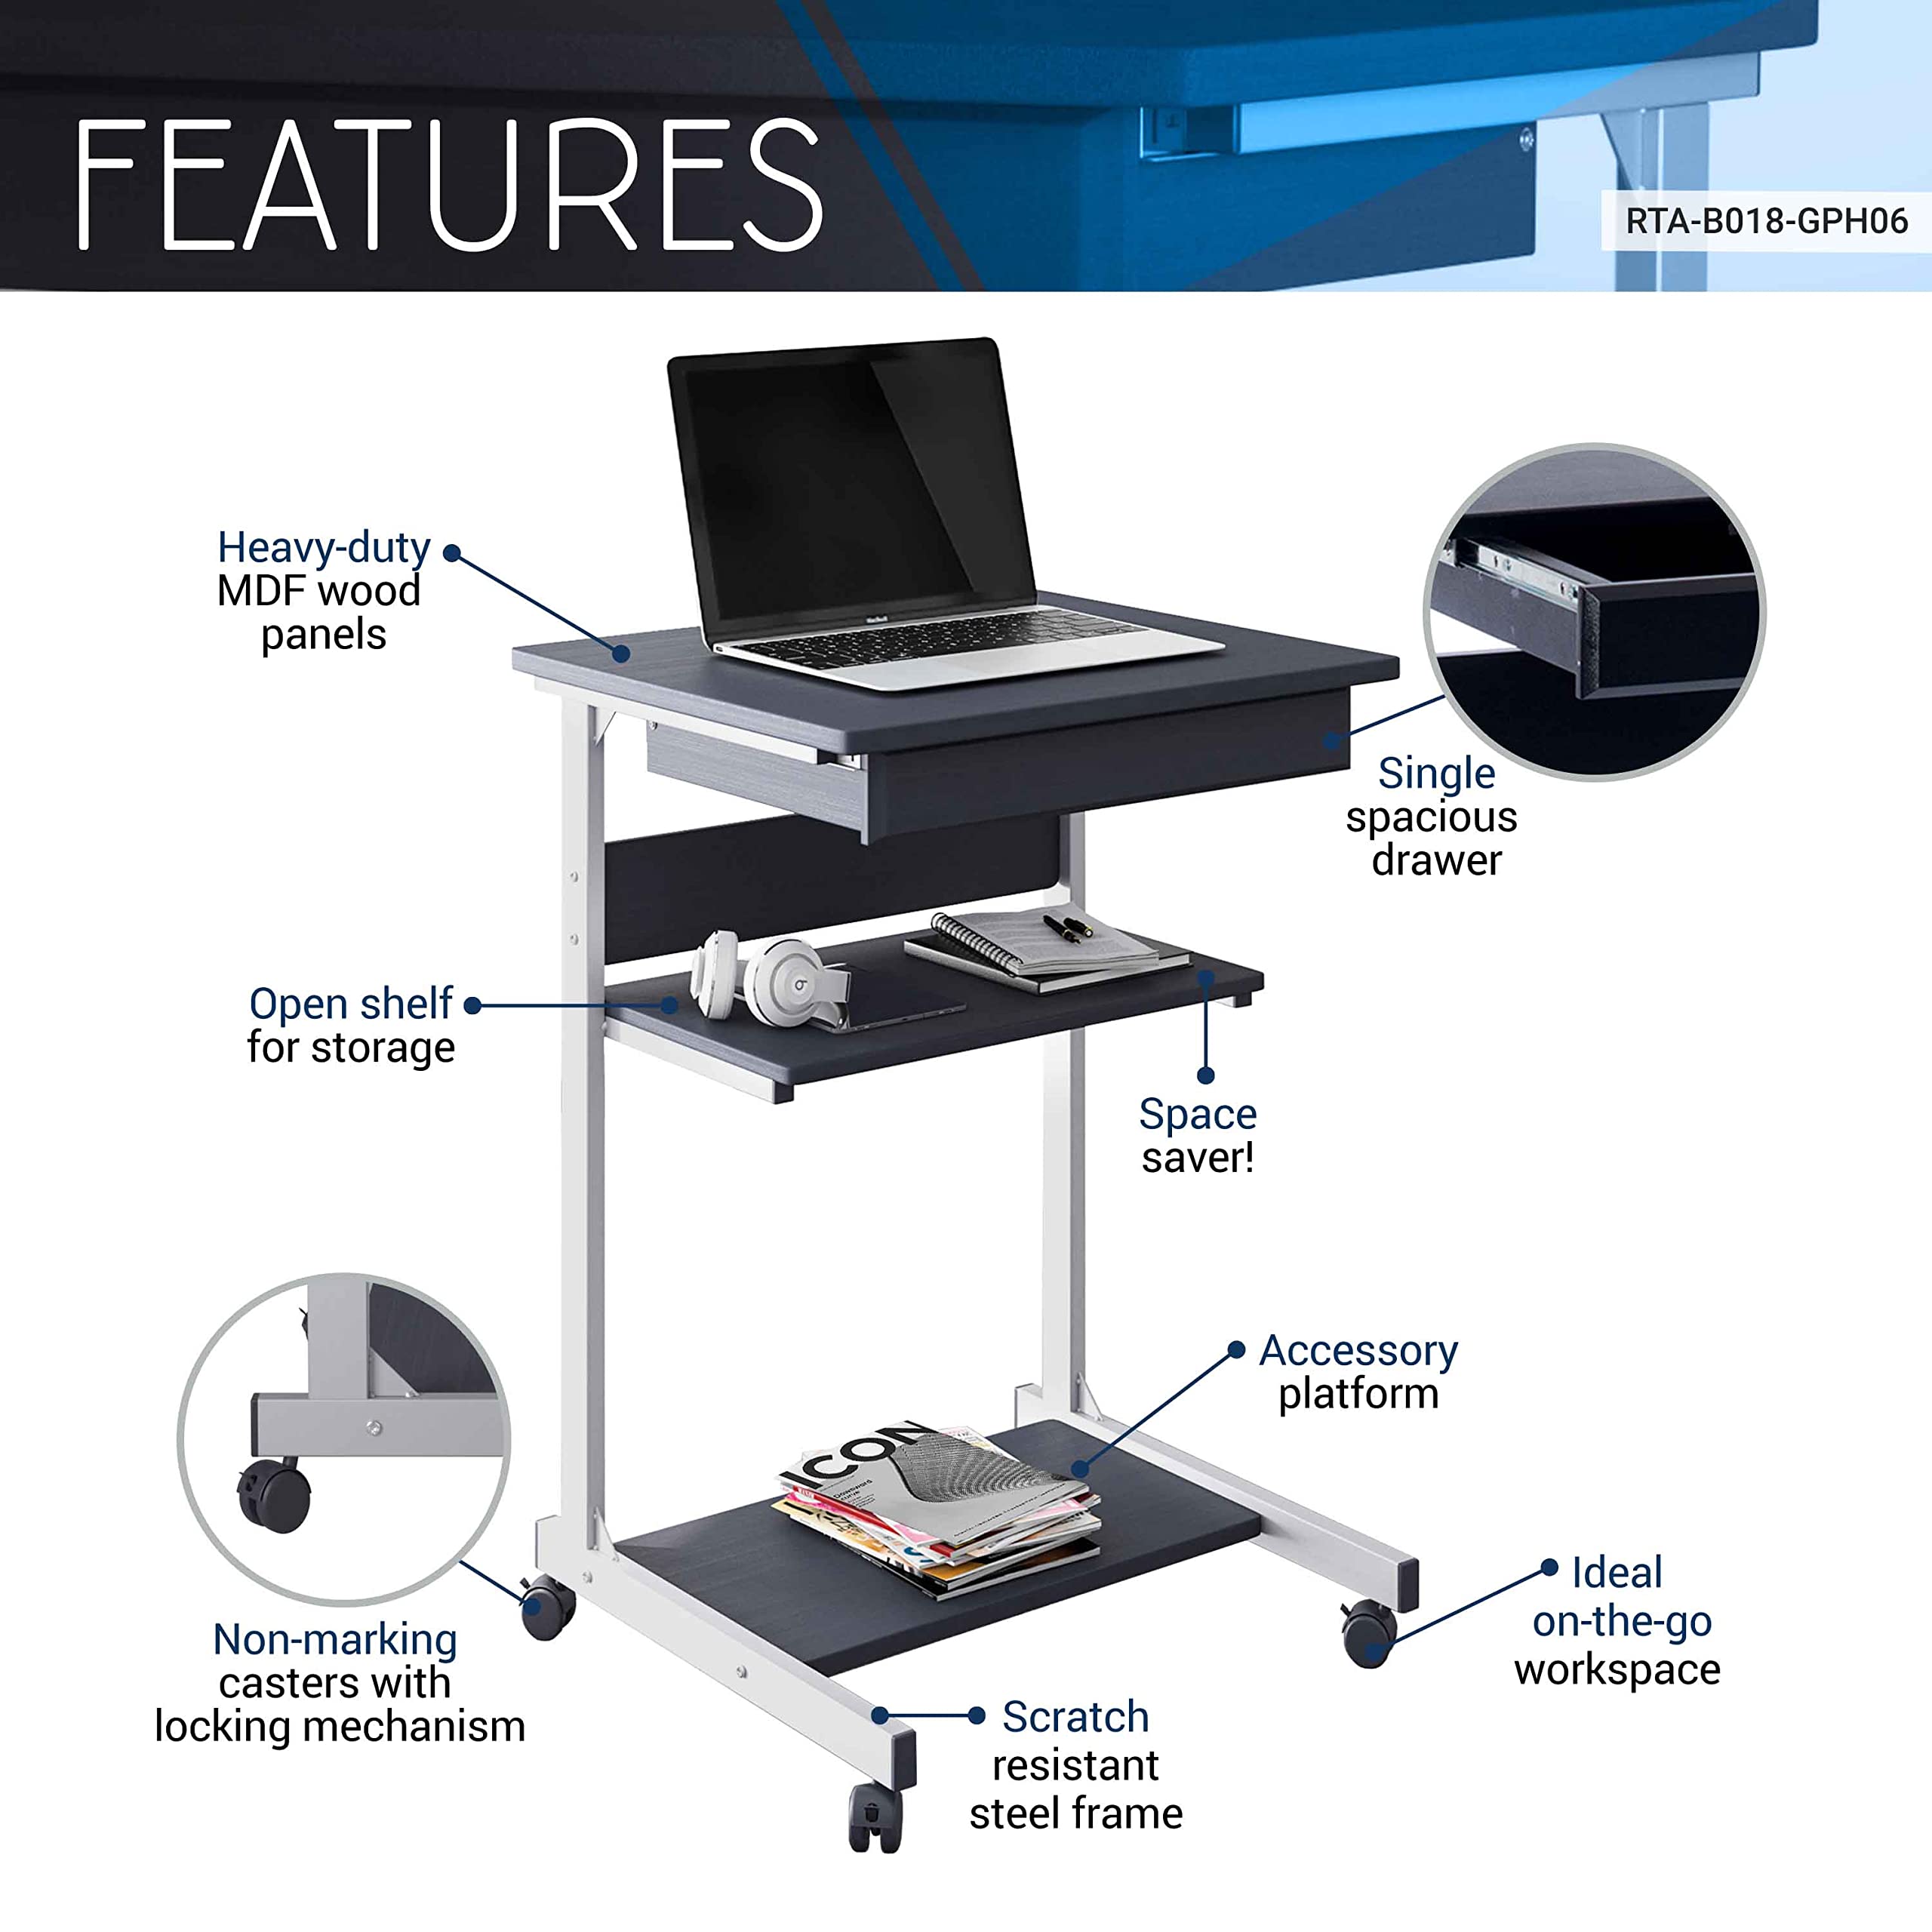 FEATURES
RTA-B018-GPH06
Heavy-duty
MDF wood
panels
Single
spacious
drawer
Open shelf
for storage
Space
saver!
Accessory
platform
ICON
Non-marking
casters with
locking mechanism
Ideal
on-the-go
workspace
Scratch
resistant
steel frame